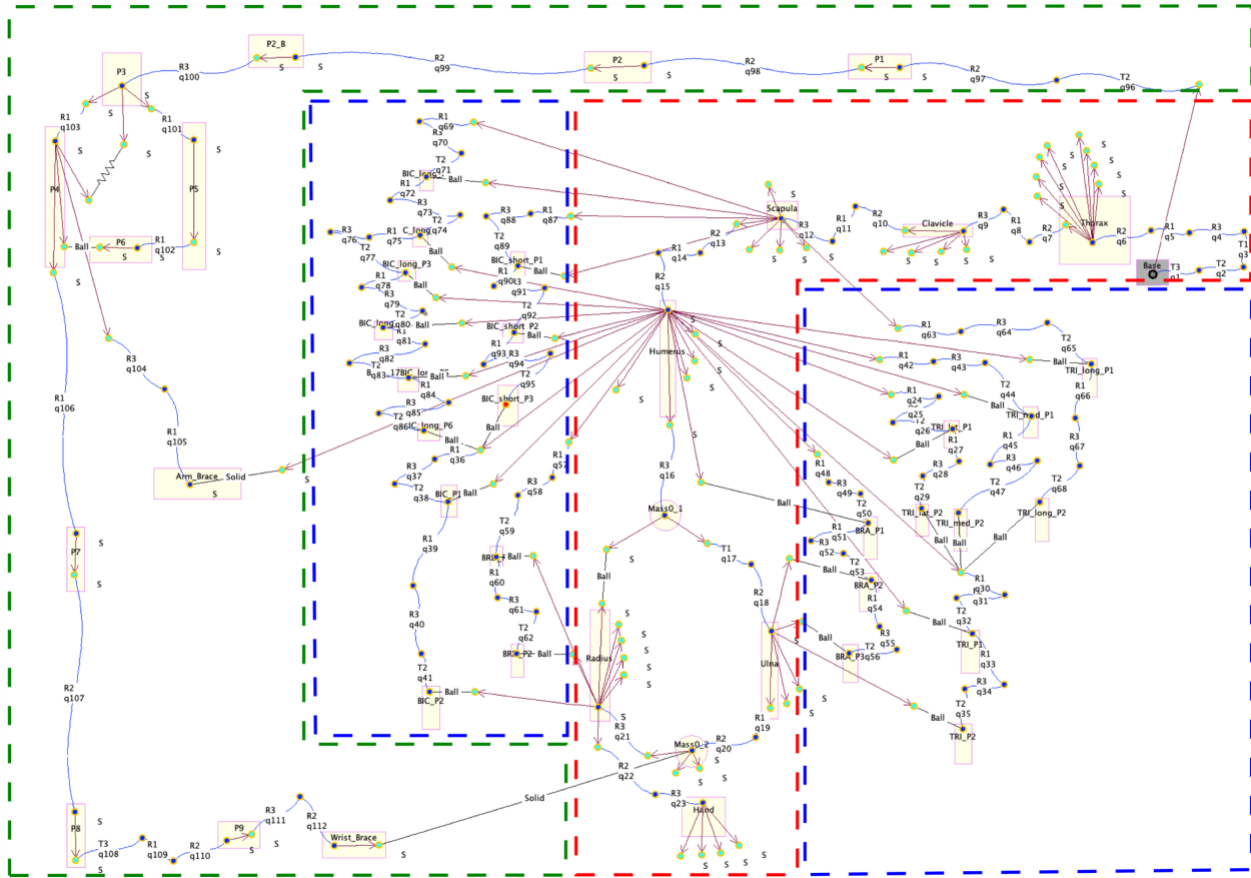 P2_B
P3
R3
q100
S
S
R2
q99
P2
S
S
R2
q98
P1
S
S
R2
q97
T2
q96
R1
q103
S
R1
q101
S
S
S
P4
P5
Ball
P6
R1
q102
S
S
S
R1
q69
R3
q70
T2
q71
BIC_long
Ball
R1
q72
R3
q73
T2
q74
R3
q76
R1
q75
C_long
R3
q88
R1
q87
T2
q89
T2
q77
BIC_long_P3
BIC_short_P1
Ball
R1
q78
Ball
R1
q91
R3
q79
T2
q92
T2
q80
Ball
BIC_short_P2
Ball
q81
R3
q82
R1
q93
R3
q94
T2
q83
Ball
T2
q95
R1
q84
R3
q85
BIC_short_P3
T2
q86
IC_long_P6
Ball
Ball
R1
q36
R3
q37
T2
q38
BIC_P1
Ball
R1
q57
R3
q58
T2
q59
R1
q39
Ball
R1
q60
R3
q61
R3
q40
T2
q62
Ball
T2
q41
BIC_P2
Ball
S
S
Scapula
S
S
S
R3
q12
R2
q11
R2
q10
Clavicle
S
S
S
S
R2
q9
R1
q8
R2
q7
S
S
S
S
Thorax
R2
q6
R1
q5
R3
q4
T1
q3
Base
T3
q1
T2
q2
R2
q13
R1
q14
R2
q15
Humerus
S
S
S
S
R3
q16
Mass0_1
T1
q17
R2
q18
Ball
S
Radius
S
S
S
S
S
R3
q21
R2
q22
Ulna
S
S
S
R1
q19
Mass0_2
R2
q20
S
S
R3
q23
Hand
S
S
S
S
R1
q63
R3
q64
T2
q65
R1
q42
R3
q43
T2
q44
Ball
TRI_long_P1
R1
q66
R1
q24
q25
T2
q26
TRI_lat_P1
Ball
Ball
R1
q27
R3
q28
R1
q45
R3
q46
T2
q47
R3
q67
T2
q68
R1
q48
R3
q49
T2
q50
T2
q29
TRI_lat_P2
TRI_med_P2
TRI_long_P2
Ball
Ball
Ball
Ball
BRA_P1
R1
q51
R3
q52
T2
q53
Ball
BRA_P2
R1
q54
R3
q55
R1
q30
q31
T2
q32
Ball
TRI_P1
Ball
BRA_P3
T2
q56
R1
q33
R3
q34
T2
q35
Ball
TRI_P2
R3
q104
R1
q105
R1
q106
Arm_Brace
Solid
S
S
P7
S
S
R2
q107
P8
S
S
T3
q108
R1
q109
R2
q110
P9
S
S
R3
q111
R2
q112
Wrist_Brace
S
Solid